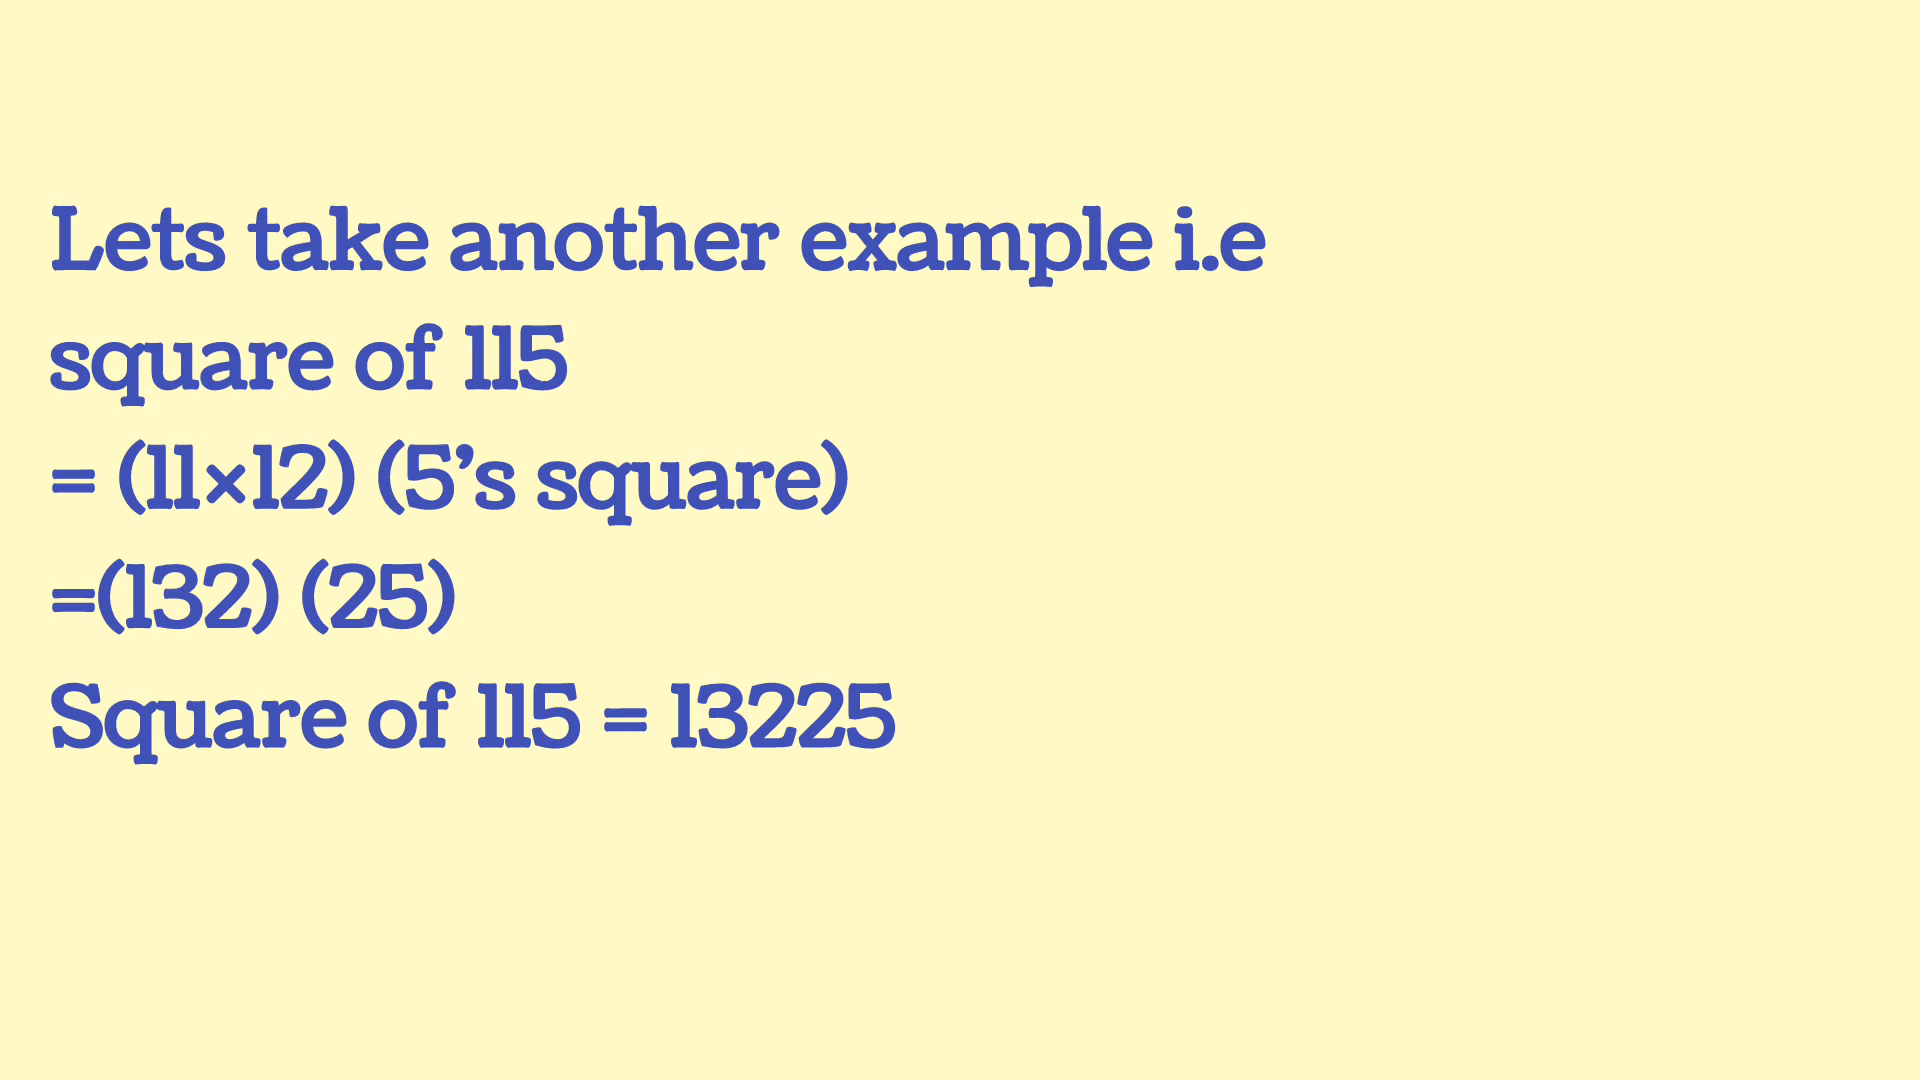 Lets take another example i.e
square of 115
= (11×12) (5’s square)
=(132) (25)
Square of 115 = 13225